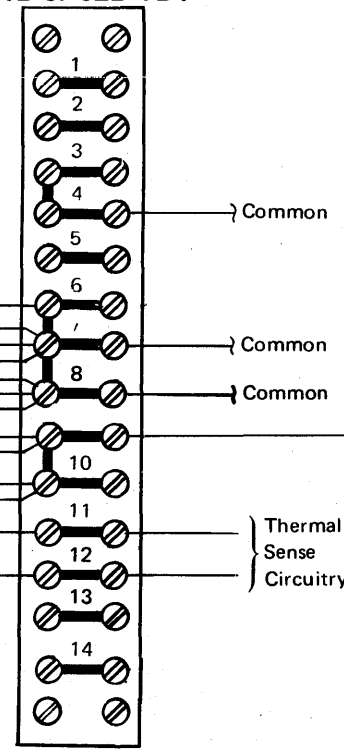 1
2
3
4
Common
5
6
Common
8
Common
10
11
Thermal
12
Sense
Circuitry
13
14